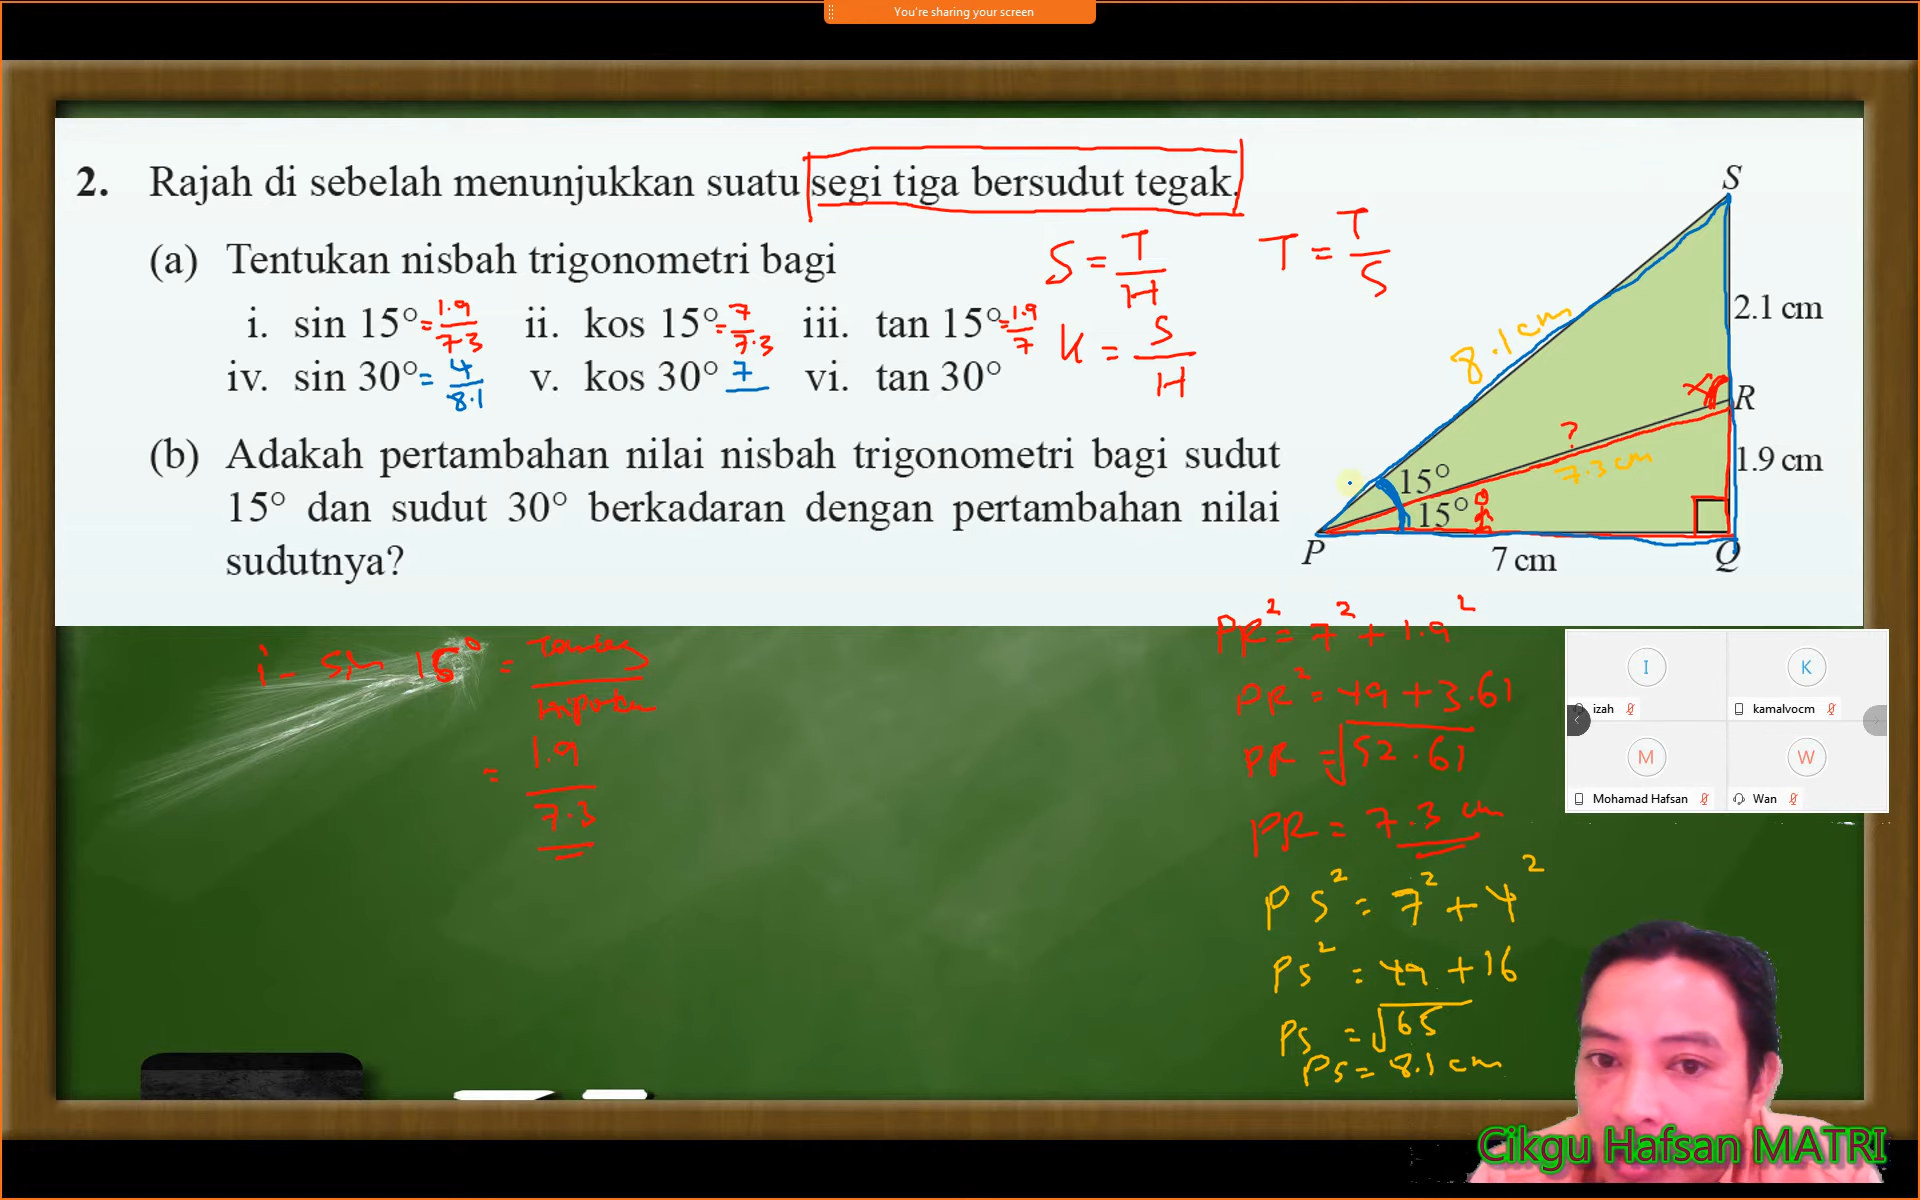 You're sharing your screen
2. Rajah di sebelah menunjukkan suatu segi tiga bersudut tegak.
(a) Tentukan nisbah trigonometri bagi
i. sin 15° = 1.9/7.3 ii. kos 15° = 7/7.3 iii. tan 15° = 1.9/7
iv. sin 30° = 4/8.1 v. kos 30° 7 vi. tan 30°
S = T/H
T = T/S
K = S/H
(b) Adakah pertambahan nilai nisbah trigonometri bagi sudut
15° dan sudut 30° berkadaran dengan pertambahan nilai
sudutnya?
S
2.1 cm
8.1 cm
R
?
7.3 cm
1.9 cm
15°
15°
P
7 cm
Q
i - sin 15° =
= 1.9/7.3
PR² = 7² + 1.9²
PR² = 49 + 3.61
PR = √52.61
PR = 7.3 cm
PS² = 7² + 4²
PS² = 49 + 16
PS = √65
PS = 8.1 cm
I
izah
K
kamalvocm
M
Mohamad Hafsan
W
Wan
Cikgu Hafsan MATRI